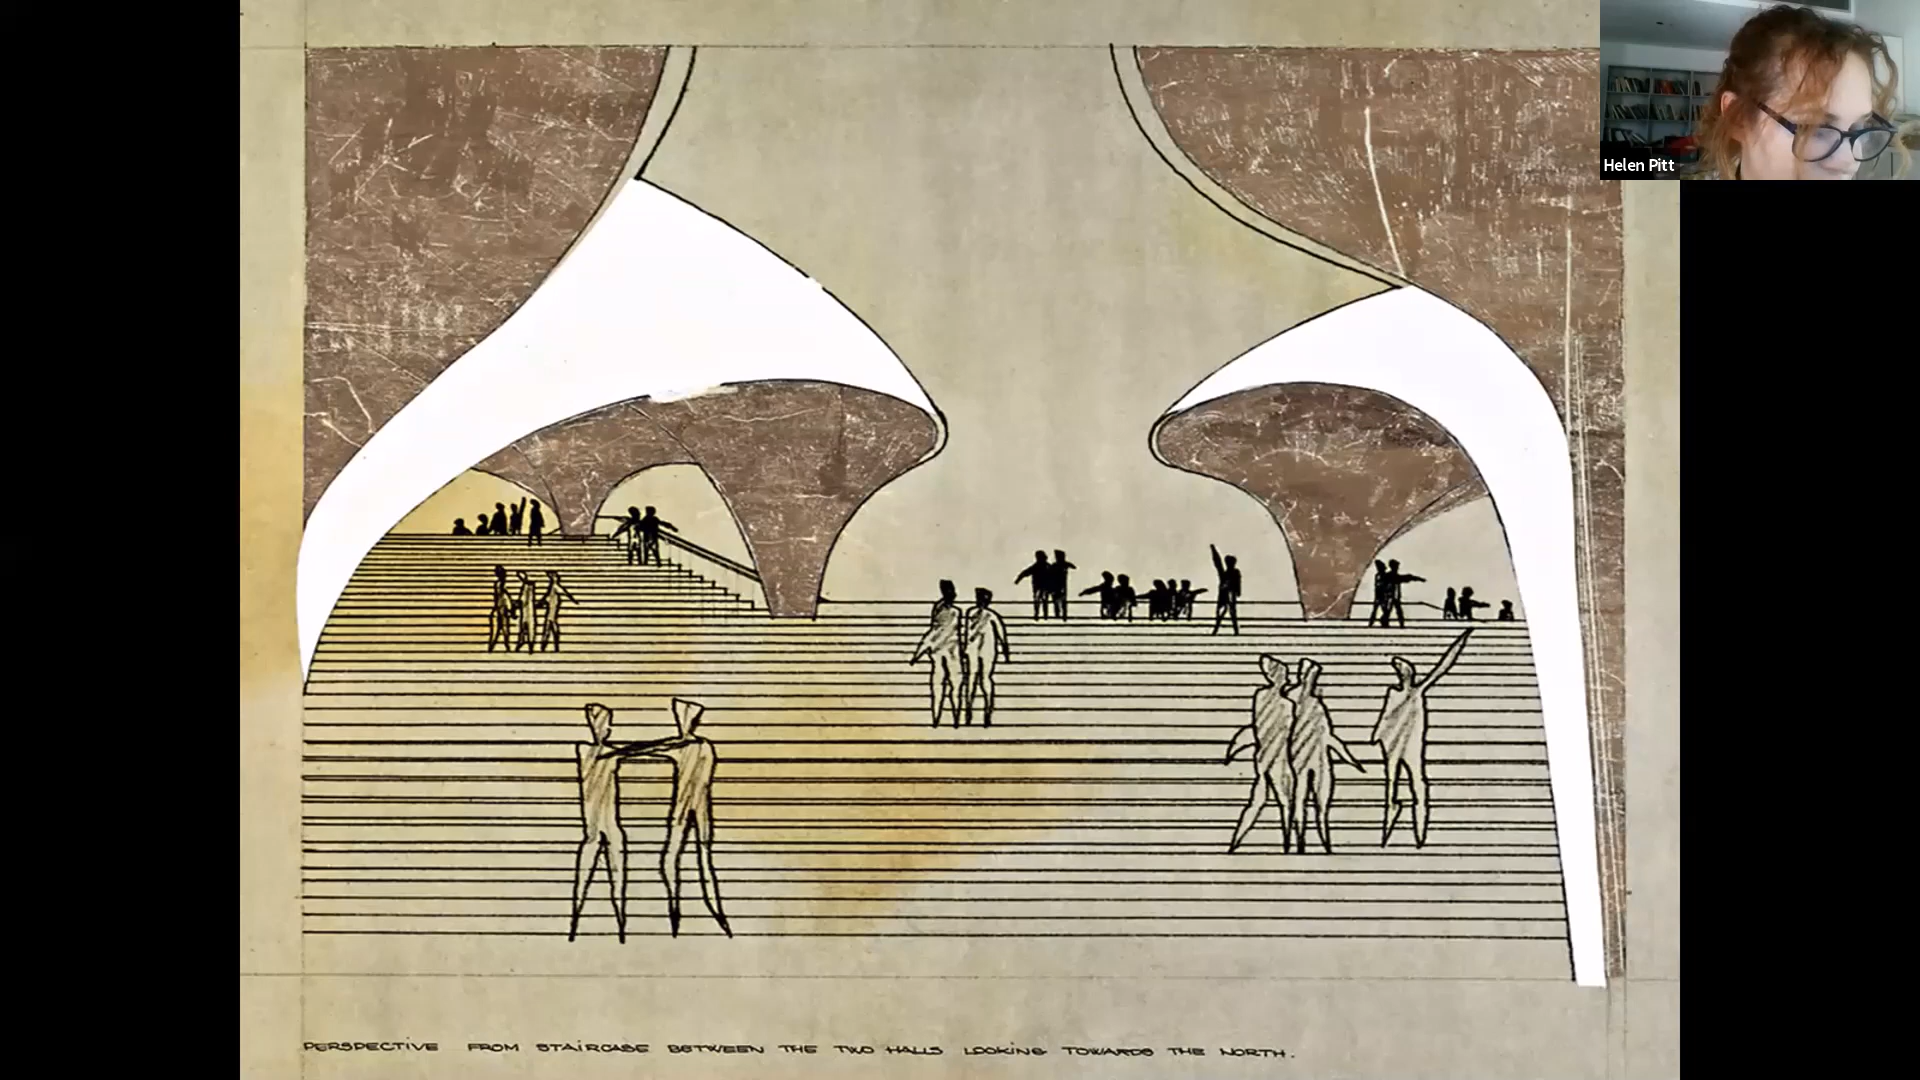 Helen Pitt
PERSPECTIVE FROM STAIRCASE BETWEEN THE TWO HALLS LOOKING TOWARDS THE NORTH.